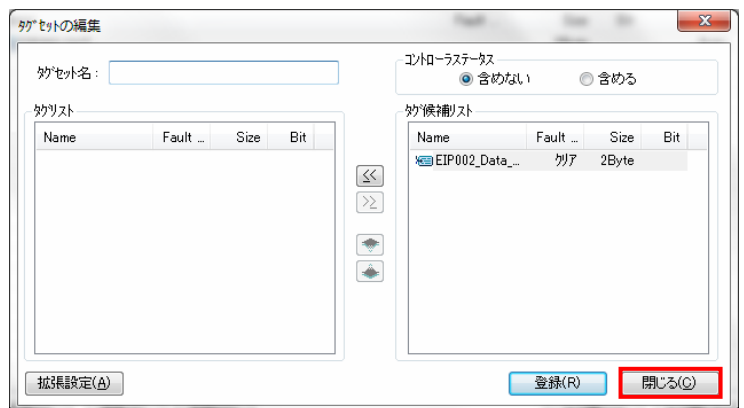 タグセットの編集
タグセット名：
コントローラステータス
含めない
含める
タグリスト
Name Fault ... Size Bit
タグ候補リスト
Name Fault ... Size Bit
EIP002_Data_... クリア 2Byte
<<
>>
拡張設定(A)
登録(R)
閉じる(C)